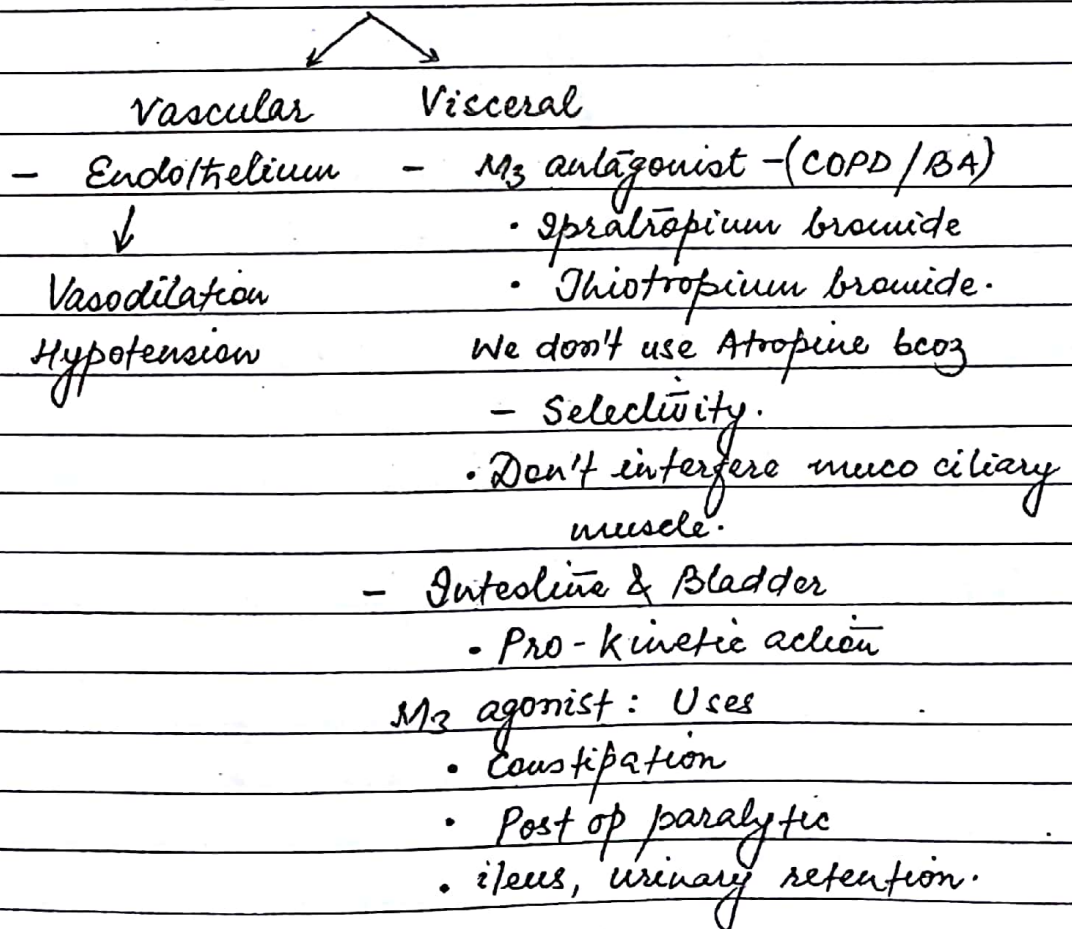 Vascular Visceral
- Endothelium - M3 antagonist - (COPD / BA)
↓ · Ipratropium bromide
Vasodilation · Thiotropium bromide.
Hypotension We don't use Atropine bcoz
- Selectivity.
· Don't interfere muco ciliary
muscle.
- Intestine & Bladder
· Pro-kinetic action
M3 agonist : Uses
· Constipation
· Post op paralytic
· ileus, urinary retention.